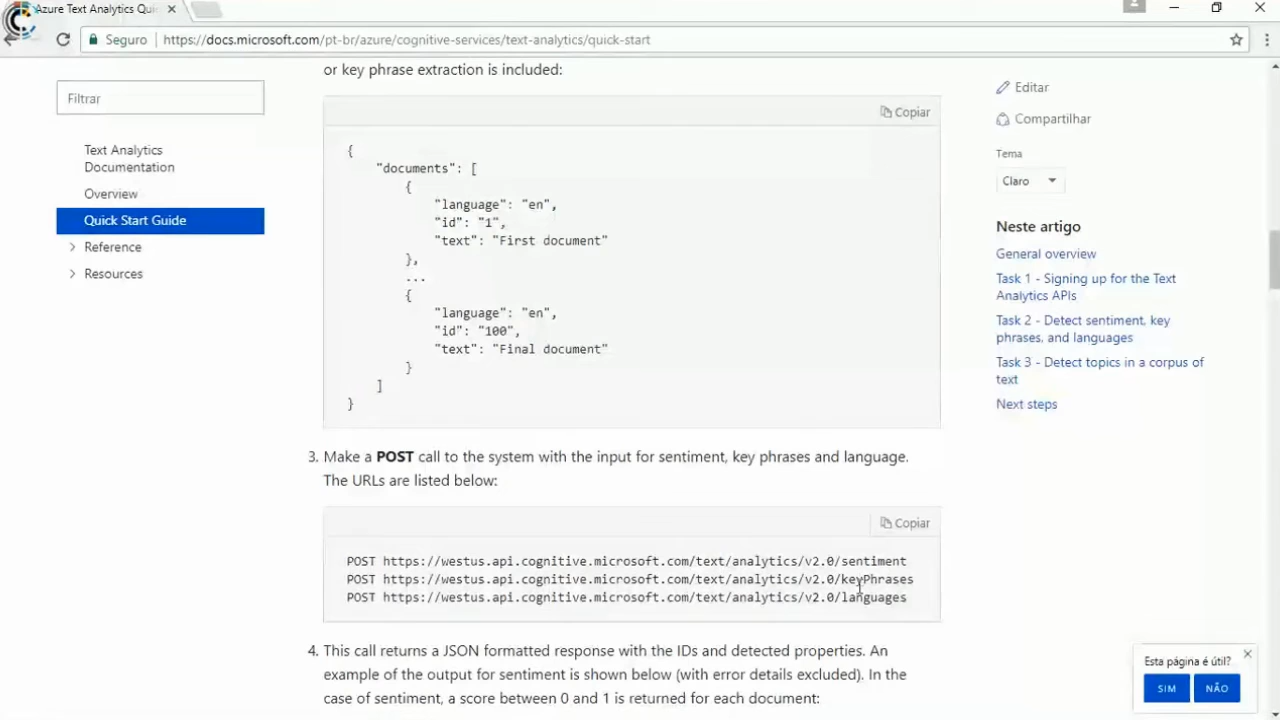 Azure Text Analytics Qui
Seguro
https://docs.microsoft.com/pt-br/azure/cognitive-services/text-analytics/quick-start
Filtrar
Text Analytics
Documentation
Overview
Quick Start Guide
Reference
Resources
or key phrase extraction is included:
Copiar
{
"documents": [
{
"language": "en",
"id": "1",
"text": "First document"
},
...
{
"language": "en",
"id": "100",
"text": "Final document"
}
]
}
3. Make a POST call to the system with the input for sentiment, key phrases and language.
The URLs are listed below:
Copiar
POST https://westus.api.cognitive.microsoft.com/text/analytics/v2.0/sentiment
POST https://westus.api.cognitive.microsoft.com/text/analytics/v2.0/keyPhrases
POST https://westus.api.cognitive.microsoft.com/text/analytics/v2.0/languages
4. This call returns a JSON formatted response with the IDs and detected properties. An
example of the output for sentiment is shown below (with error details excluded). In the
case of sentiment, a score between 0 and 1 is returned for each document:
Editar
Compartilhar
Tema
Claro
Neste artigo
General overview
Task 1 - Signing up for the Text
Analytics APIs
Task 2 - Detect sentiment, key
phrases, and languages
Task 3 - Detect topics in a corpus of
text
Next steps
Esta página é útil?
SIM
NÃO